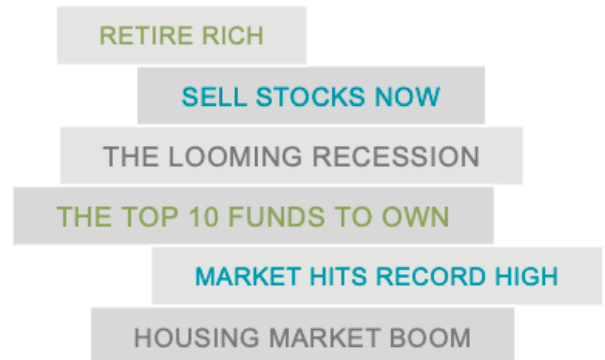 RETIRE RICH
SELL STOCKS NOW
THE LOOMING RECESSION
THE TOP 10 FUNDS TO OWN
MARKET HITS RECORD HIGH
HOUSING MARKET BOOM